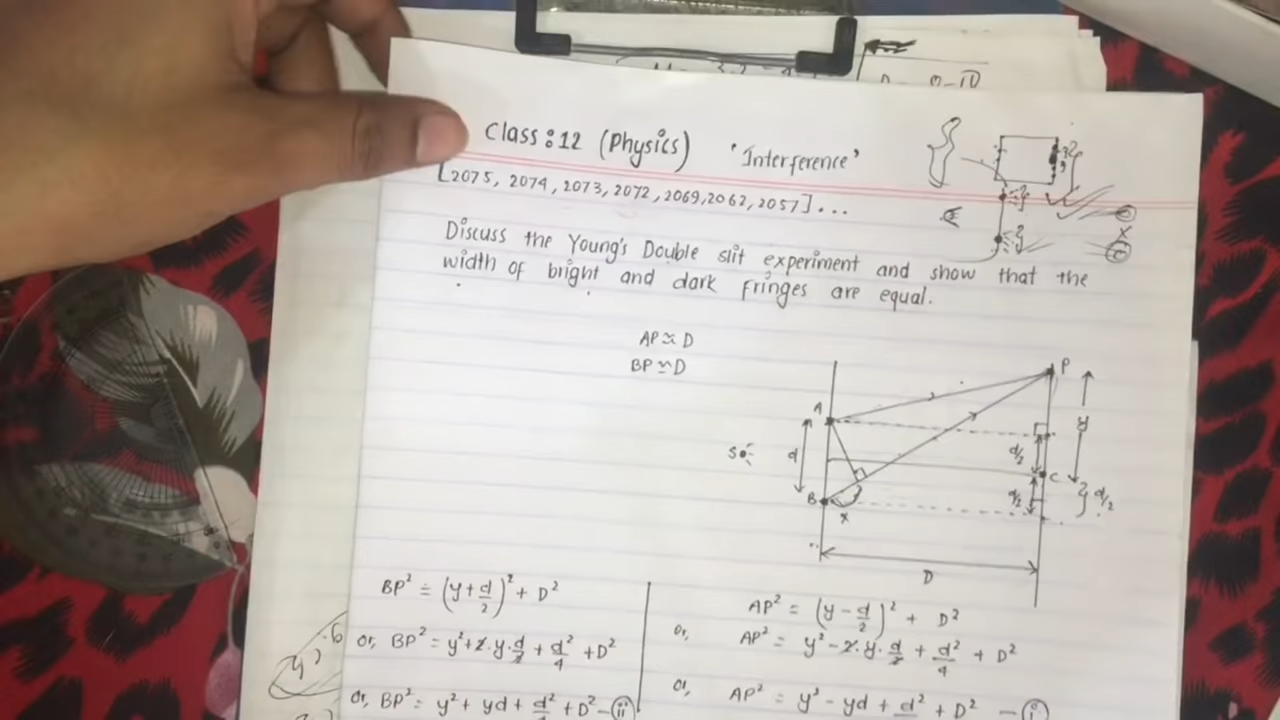 Class: 12 (Physics) 'Interference'
[2075, 2074, 2073, 2072, 2069, 2062, 2057]...
Discuss the Young's Double slit experiment and show that the
width of bright and dark fringes are equal.
AP ≃ D
BP ≃ D
P
A
y
d/2
S
d
C
d/2
d/2
B
x
D
BP² = (y+d/2)² + D²
or, BP² = y²+2.y.d/2 + d²/4 + D²
or, BP² = y² + yd + d²/4 + D² - (ii)
AP² = (y - d/2)² + D²
or, AP² = y² - 2.y.d/2 + d²/4 + D²
or, AP² = y² - yd + d² + D² - (i)